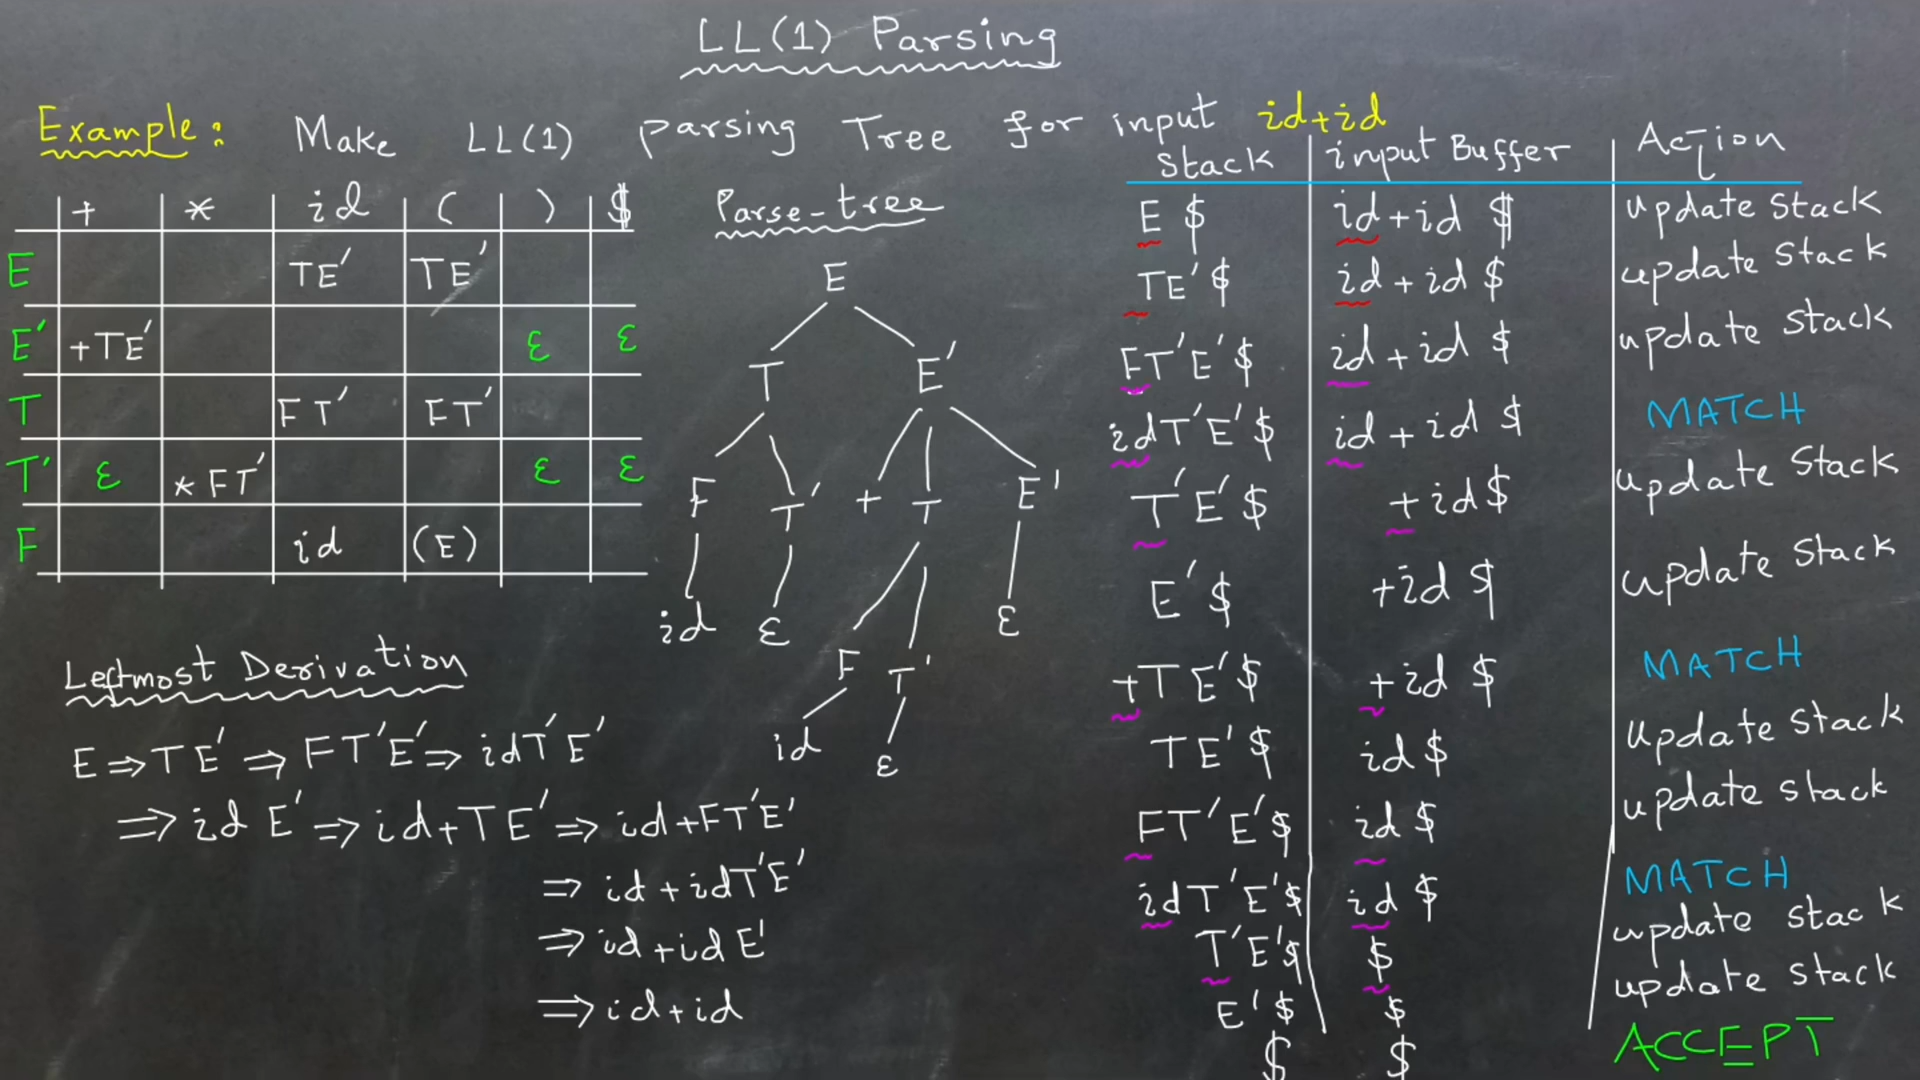 LL(1) Parsing
Example: Make LL(1) parsing Tree for input id+id
+ * id ( ) $
E TE' TE'
E' +TE' ε ε
T FT' FT'
T' ε *FT' ε ε
F id (E)
Parse-tree
E
T E'
F T' + T E'
id ε F T' ε
id ε
Leftmost Derivation
E ⇒ TE' ⇒ FT'E' ⇒ idT'E'
⇒ id E' ⇒ id+TE' ⇒ id+FT'E'
⇒ id+idT'E'
⇒ id+idE'
⇒ id+id
Stack input Buffer Action
E $ id+id $ update stack
TE'$ id+id $ update stack
FT'E'$ id+id $ update stack
idT'E'$ id+id $ MATCH
T'E'$ +id$ update stack
E'$ +id $ update stack
+TE'$ +id $ MATCH
TE'$ id$ update stack
FT'E'$ id $ update stack
idT'E'$ id $ MATCH
T'E'$ $ update stack
E'$ $ update stack
$ $ ACCEPT